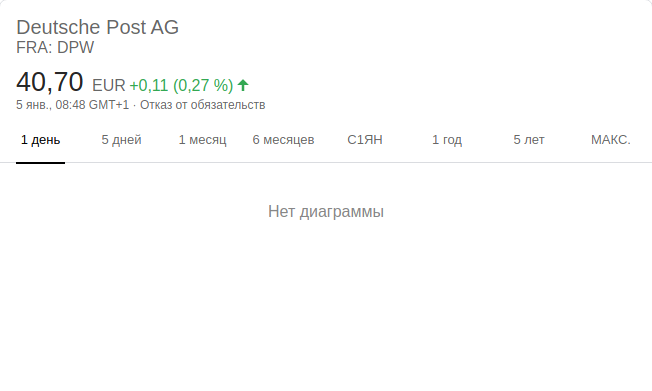 Deutsche Post AG
FRA: DPW
40,70 EUR +0,11 (0,27 %)
5 янв., 08:48 GMT+1 · Отказ от обязательств
1 день 5 дней 1 месяц 6 месяцев С1ЯН 1 год 5 лет МАКС.
Нет диаграммы